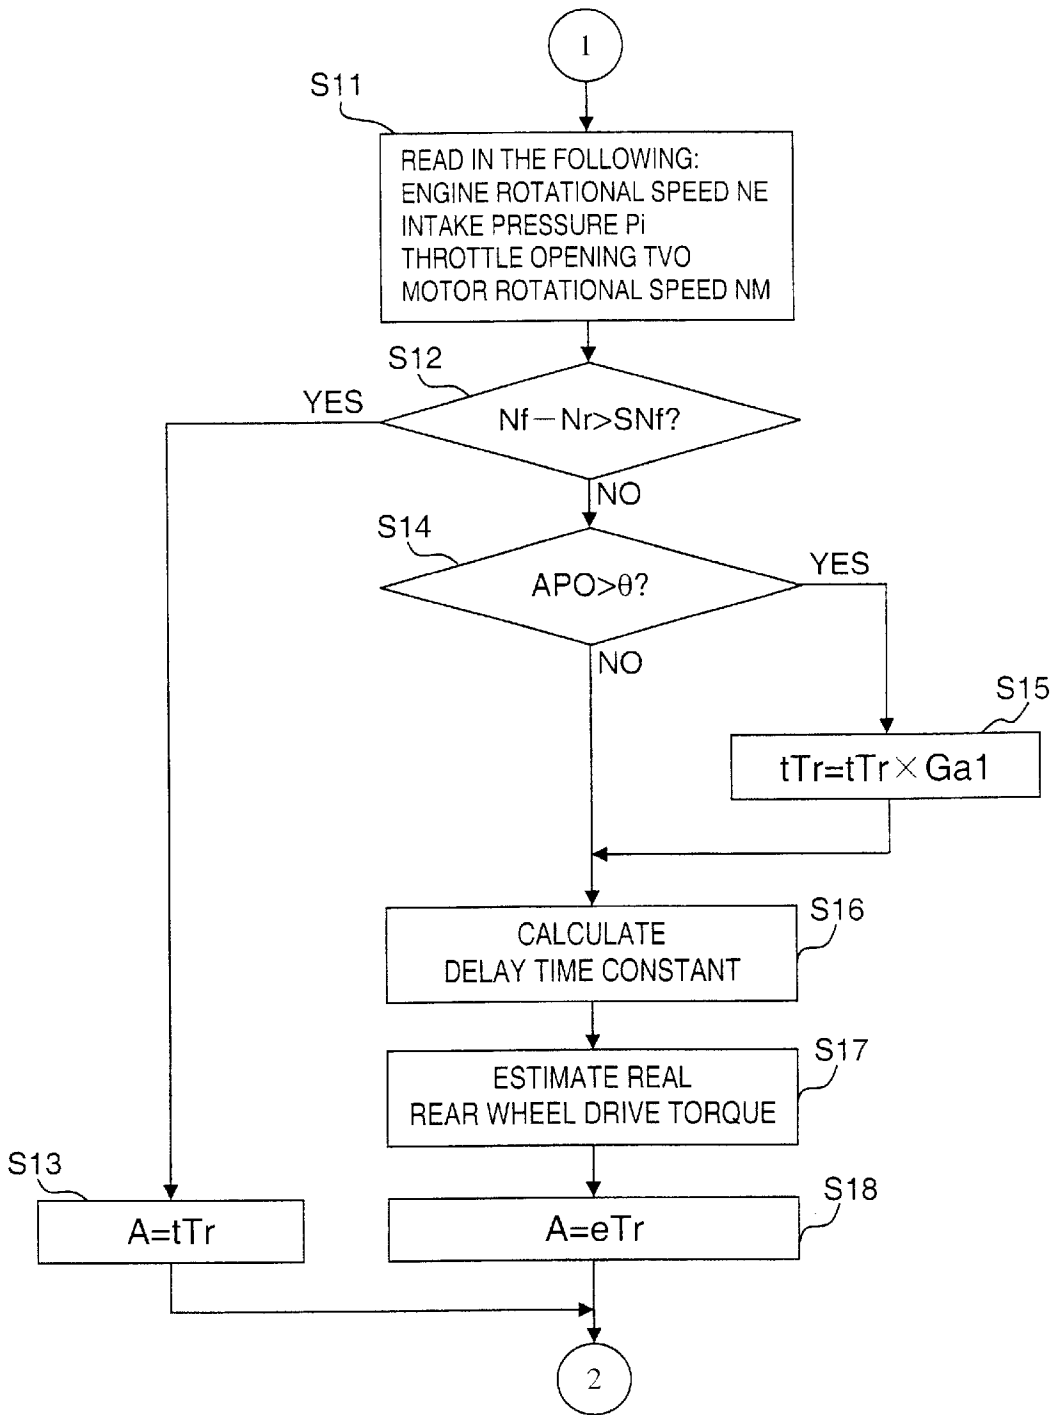 1
S11
READ IN THE FOLLOWING:
ENGINE ROTATIONAL SPEED NE
INTAKE PRESSURE Pi
THROTTLE OPENING TVO
MOTOR ROTATIONAL SPEED NM
S12
YES
Nf－Nr>SNf?
NO
S14
YES
APO>θ?
NO
S15
tTr=tTr×Ga1
S16
CALCULATE
DELAY TIME CONSTANT
S17
ESTIMATE REAL
REAR WHEEL DRIVE TORQUE
S13
A=tTr
S18
A=eTr
2